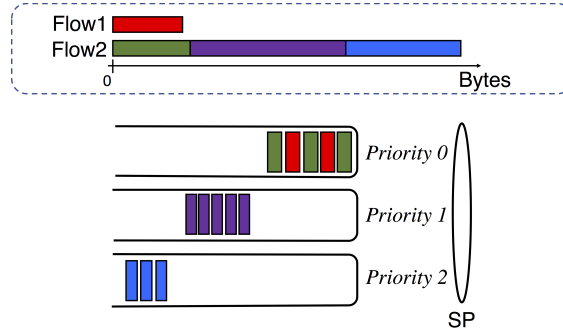 Flow1
Flow2
0
Bytes
Priority 0
Priority 1
Priority 2
SP